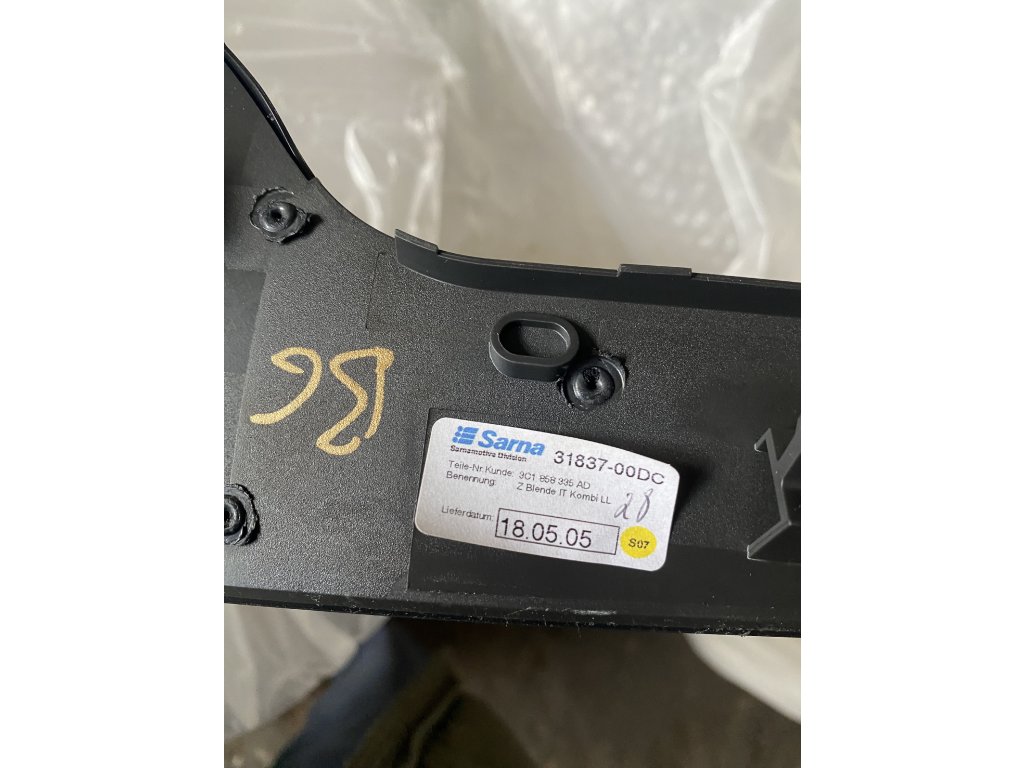 BC
Sarna
Sarnamotive Division
31837-00DC
Teile-Nr.Kunde: 3C1 858 335 AD
Benennung: Z Blende IT Kombi LL
28
Lieferdatum: 18.05.05
S07